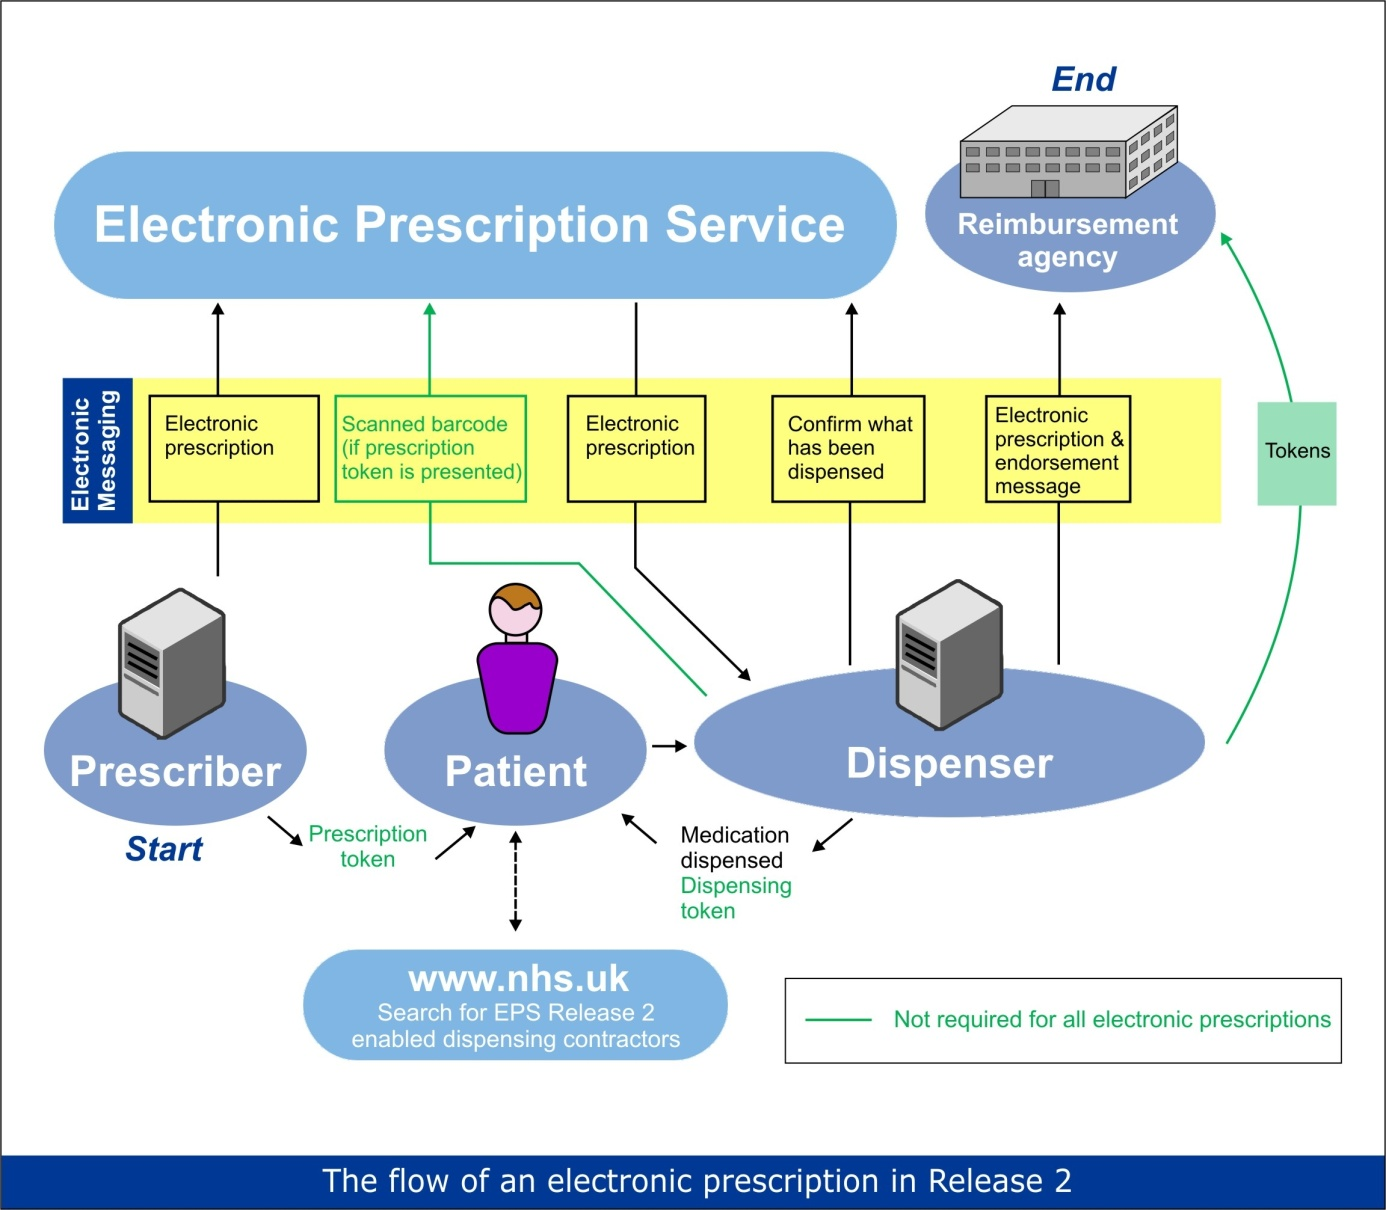 End
Electronic Prescription Service
Reimbursement
agency
Electronic
Messaging
Electronic
prescription
Scanned barcode
(if prescription
token is presented)
Electronic
prescription
Confirm what
has been
dispensed
Electronic
prescription &
endorsement
message
Tokens
Prescriber
Patient
Dispenser
Start
Prescription
token
Medication
dispensed
Dispensing
token
www.nhs.uk
Search for EPS Release 2
enabled dispensing contractors
Not required for all electronic prescriptions
The flow of an electronic prescription in Release 2